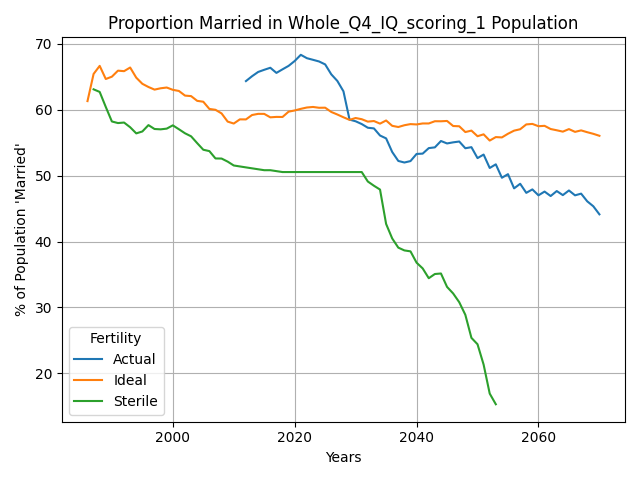 Proportion Married in Whole_Q4_IQ_scoring_1 Population
% of Population 'Married'
70
60
50
40
30
20
Fertility
Actual
Ideal
Sterile
2000 2020 2040 2060
Years